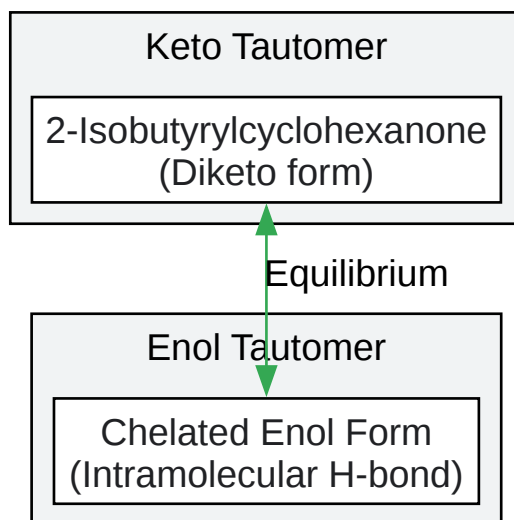 Keto Tautomer
2-Isobutyrylcyclohexanone
(Diketo form)
Equilibrium
Enol Tautomer
Chelated Enol Form
(Intramolecular H-bond)